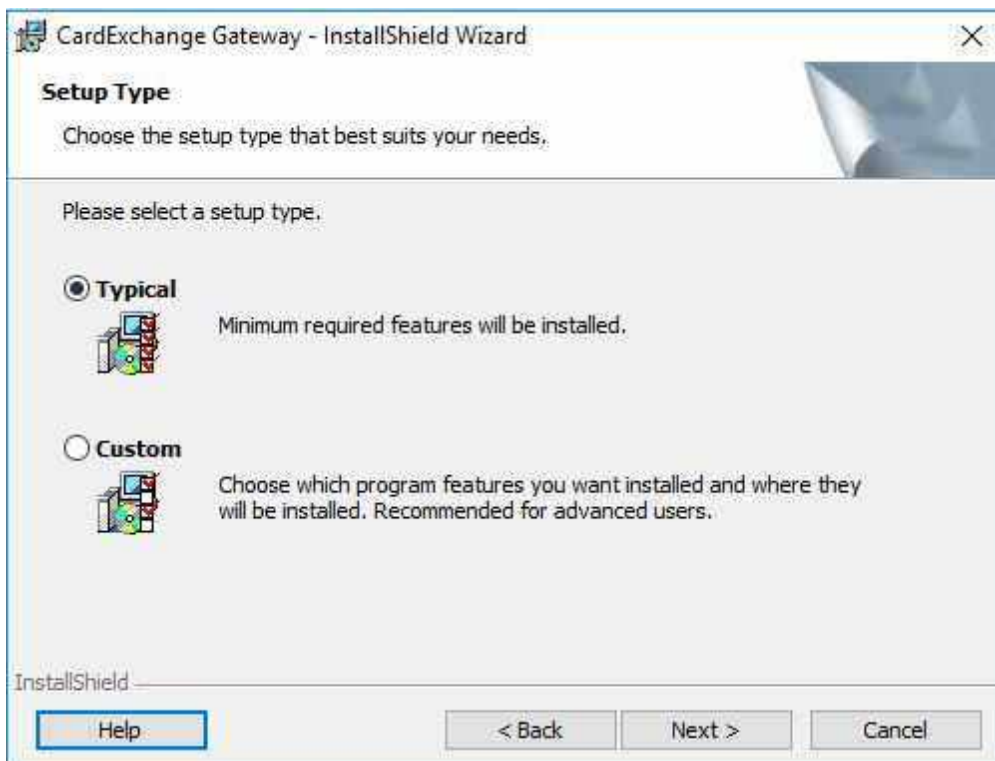 CardExchange Gateway - InstallShield Wizard
Setup Type
Choose the setup type that best suits your needs.
Please select a setup type.
Typical
Minimum required features will be installed.
Custom
Choose which program features you want installed and where they
will be installed. Recommended for advanced users.
InstallShield
Help
< Back
Next >
Cancel